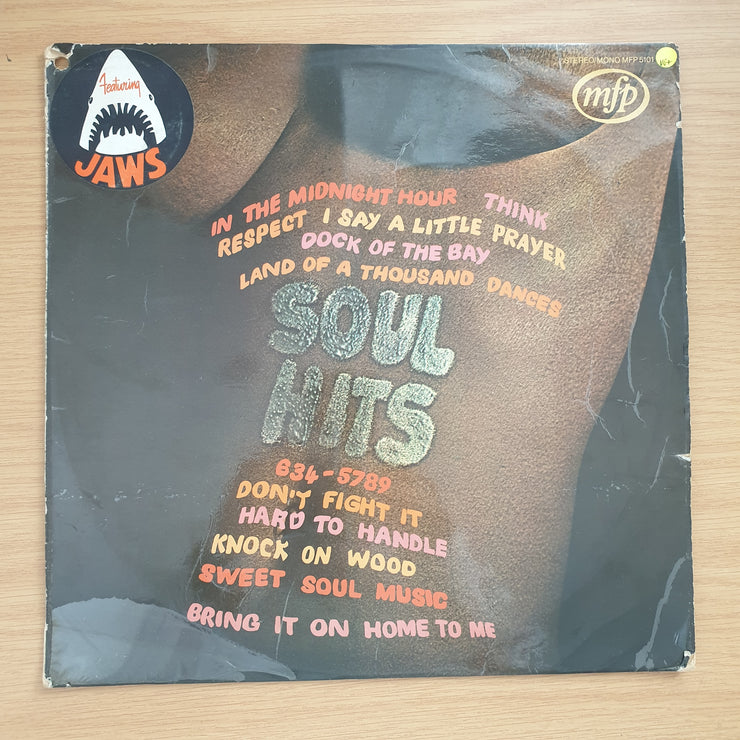 Featuring
JAWS
STEREO/MONO MFP 5101
mfp
IN THE MIDNIGHT HOUR THINK
RESPECT I SAY A LITTLE PRAYER
DOCK OF THE BAY
LAND OF A THOUSAND DANCES
SOUL
HITS
634-5789
DON'T FIGHT IT
HARD TO HANDLE
KNOCK ON WOOD
SWEET SOUL MUSIC
BRING IT ON HOME TO ME